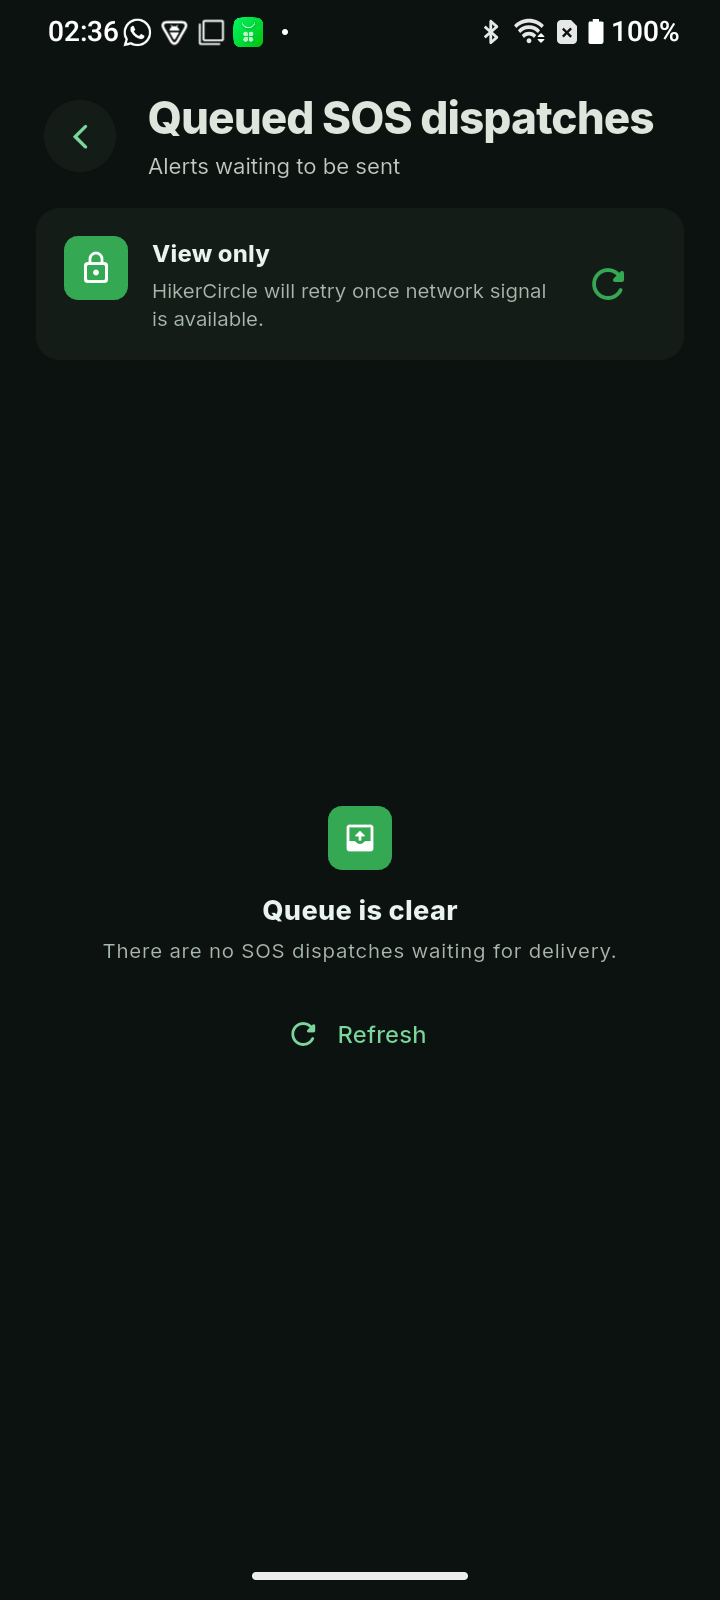 02:36
100%
Queued SOS dispatches
Alerts waiting to be sent
View only
HikerCircle will retry once network signal
is available.
Queue is clear
There are no SOS dispatches waiting for delivery.
Refresh